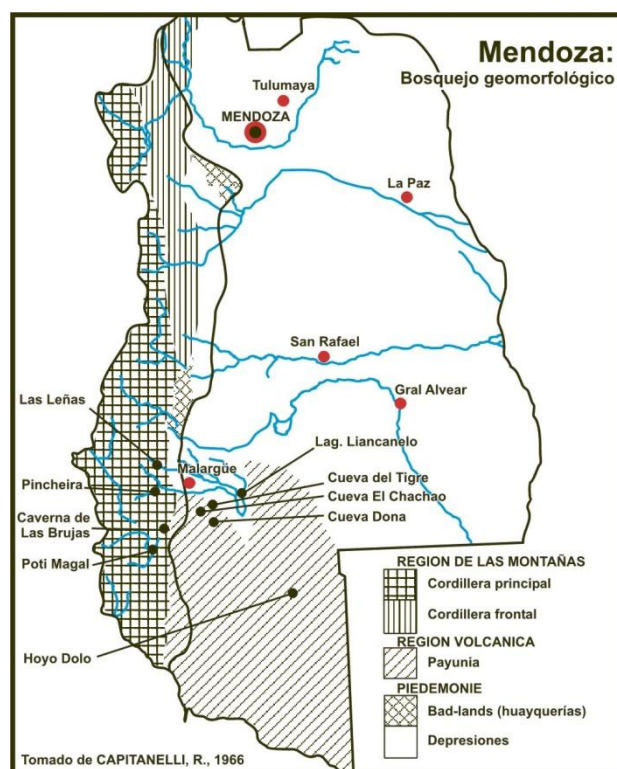 Mendoza:
Bosquejo geomorfológico
Tulumaya
MENDOZA
La Paz
San Rafael
Gral Alvear
Las Leñas
Lag. Liancanelo
Malargüe
Pincheira
Cueva del Tigre
Cueva El Chachao
Caverna de
Las Brujas
Cueva Dona
Poti Magal
Hoyo Dolo
REGION DE LAS MONTAÑAS
Cordillera principal
Cordillera frontal
REGION VOLCANICA
Payunia
PIEDEMONIE
Bad-lands (huayquerías)
Depresiones
Tomado de CAPITANELLI, R., 1966